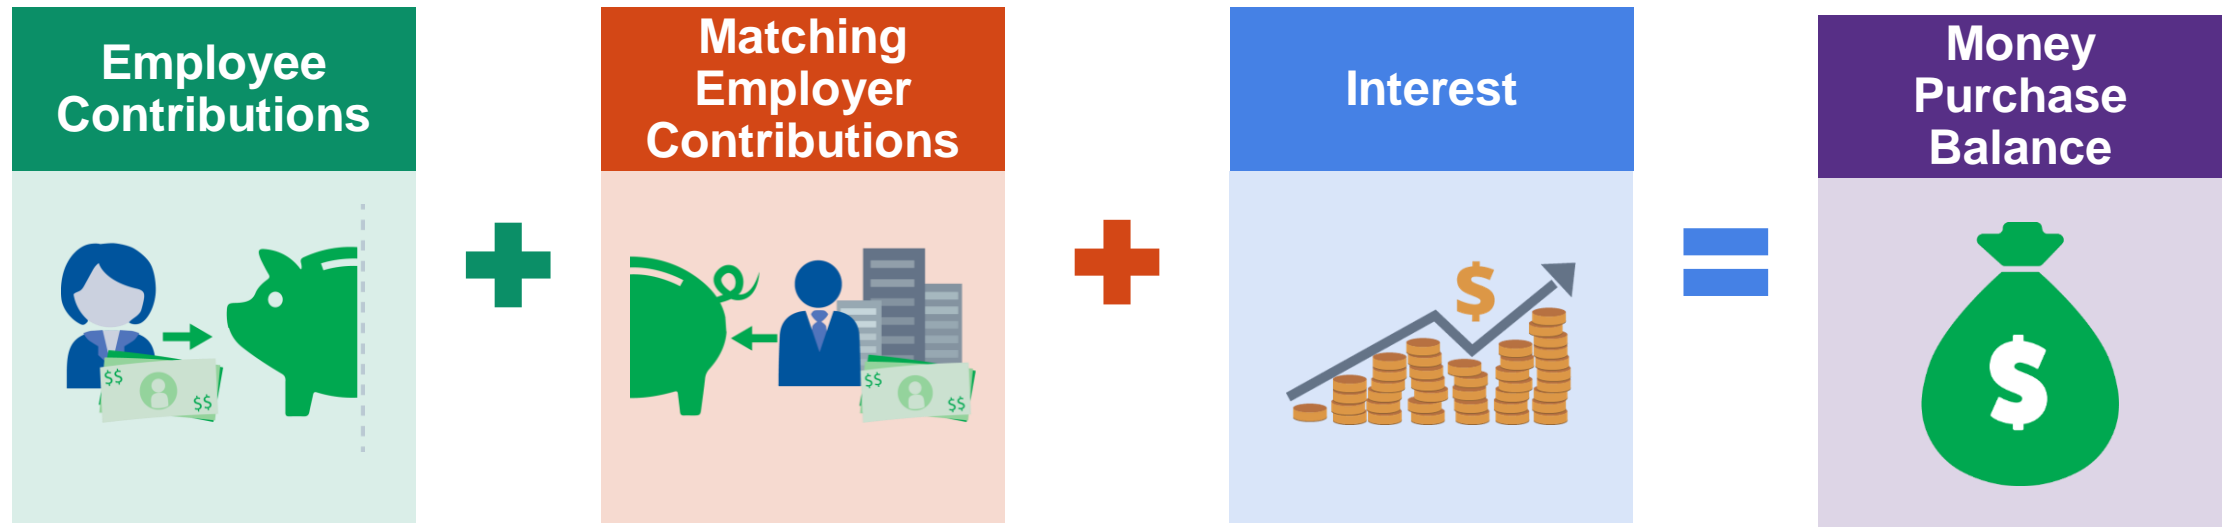 Employee
Contributions
$$
$$
Matching
Employer
Contributions
$$
$$
Interest
$
Money
Purchase
Balance
$